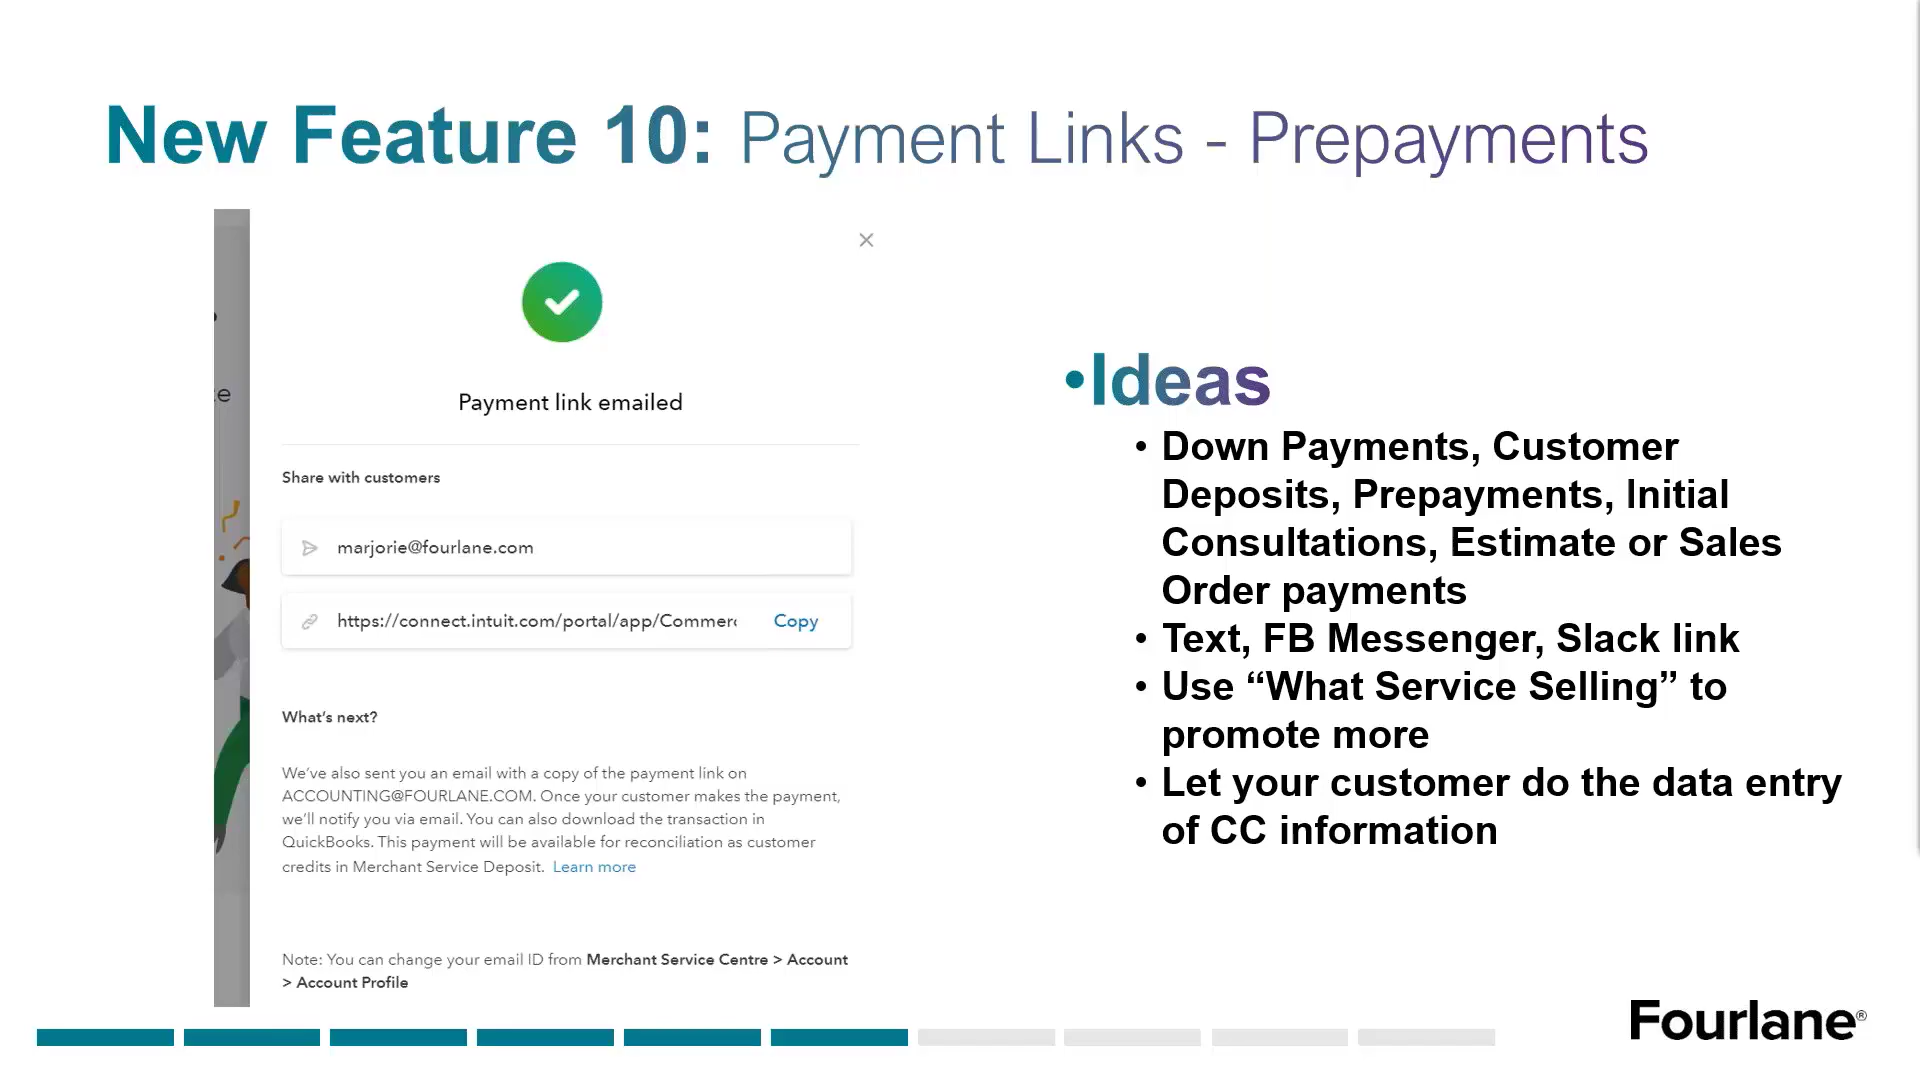 New Feature 10: Payment Links - Prepayments
e
Payment link emailed
Share with customers
marjorie@fourlane.com
https://connect.intuit.com/portal/app/Commerc
Copy
What's next?
We've also sent you an email with a copy of the payment link on
ACCOUNTING@FOURLANE.COM. Once your customer makes the payment,
we'll notify you via email. You can also download the transaction in
QuickBooks. This payment will be available for reconciliation as customer
credits in Merchant Service Deposit. Learn more
Note: You can change your email ID from Merchant Service Centre > Account
> Account Profile
•Ideas
• Down Payments, Customer
Deposits, Prepayments, Initial
Consultations, Estimate or Sales
Order payments
• Text, FB Messenger, Slack link
• Use “What Service Selling” to
promote more
• Let your customer do the data entry
of CC information
Fourlane®